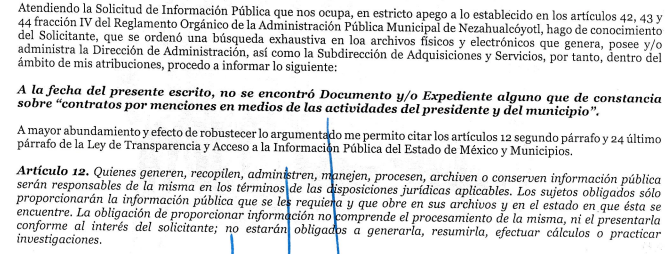 Atendiendo la Solicitud de Información Pública que nos ocupa, en estricto apego a lo establecido en los artículos 42, 43 y
44 fracción IV del Reglamento Orgánico de la Administración Pública Municipal de Nezahualcóyotl, hago de conocimiento
del Solicitante, que se ordenó una búsqueda exhaustiva en loa archivos físicos y electrónicos que genera, posee y/o
administra la Dirección de Administración, así como la Subdirección de Adquisiciones y Servicios, por tanto, dentro del
ámbito de mis atribuciones, procedo a informar lo siguiente:
A la fecha del presente escrito, no se encontró Documento y/o Expediente alguno que de constancia
sobre “contratos por menciones en medios de las actividades del presidente y del municipio”.
A mayor abundamiento y efecto de robustecer lo argumentado me permito citar los artículos 12 segundo párrafo y 24 último
párrafo de la Ley de Transparencia y Acceso a la Información Pública del Estado de México y Municipios.
Artículo 12. Quienes generen, recopilen, administren, manejen, procesen, archiven o conserven información pública
serán responsables de la misma en los términos de las disposiciones jurídicas aplicables. Los sujetos obligados sólo
proporcionarán la información pública que se les requiera y que obre en sus archivos y en el estado en que ésta se
encuentre. La obligación de proporcionar información no comprende el procesamiento de la misma, ni el presentarla
conforme al interés del solicitante; no estarán obligados a generarla, resumirla, efectuar cálculos o practicar
investigaciones.